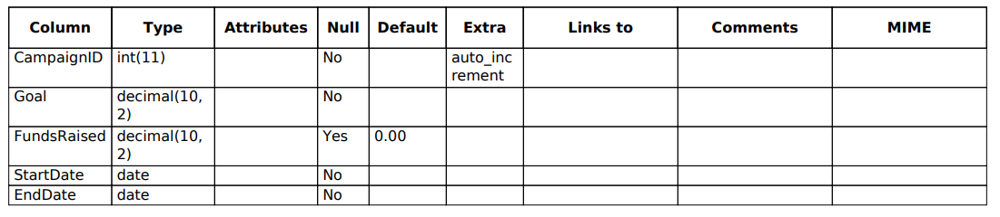 Column Type Attributes Null Default Extra Links to Comments MIME
CampaignID int(11) No auto_inc
rement
Goal decimal(10, No
2)
FundsRaised decimal(10, Yes 0.00
2)
StartDate date No
EndDate date No